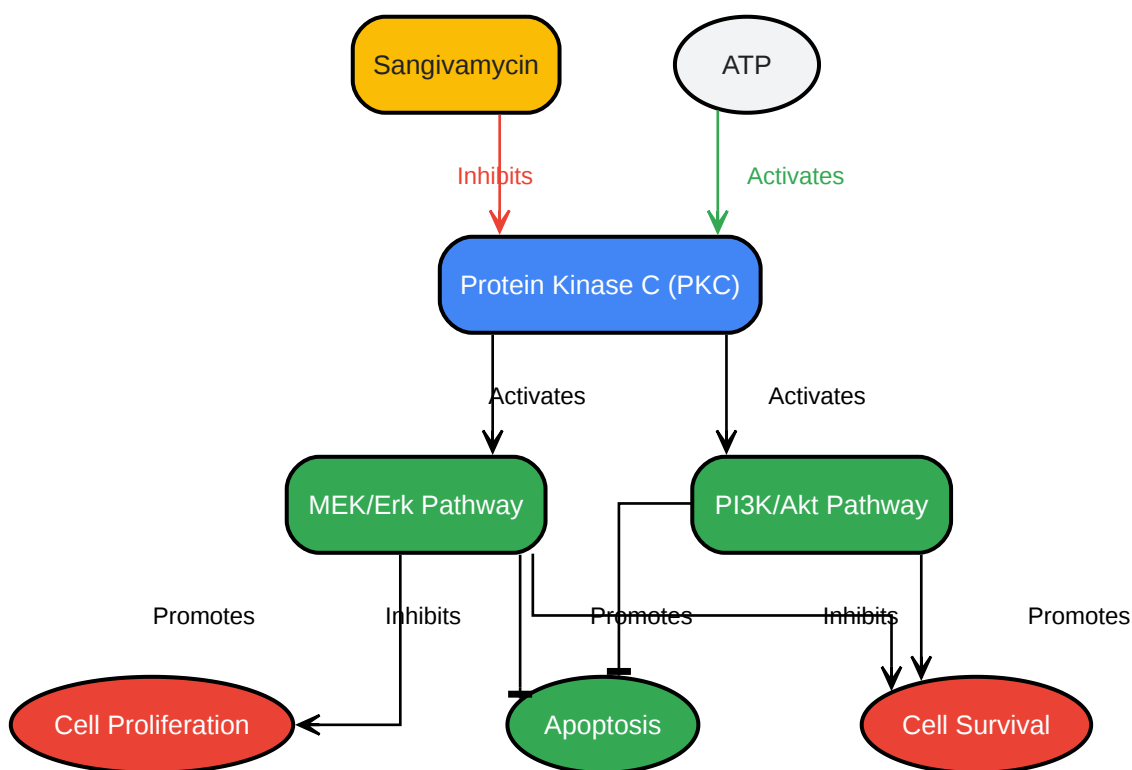 Sangivamycin
ATP
Inhibits
Activates
Protein Kinase C (PKC)
Activates
Activates
MEK/Erk Pathway
PI3K/Akt Pathway
Promotes
Inhibits
Promotes
Inhibits
Promotes
Cell Proliferation
Apoptosis
Cell Survival